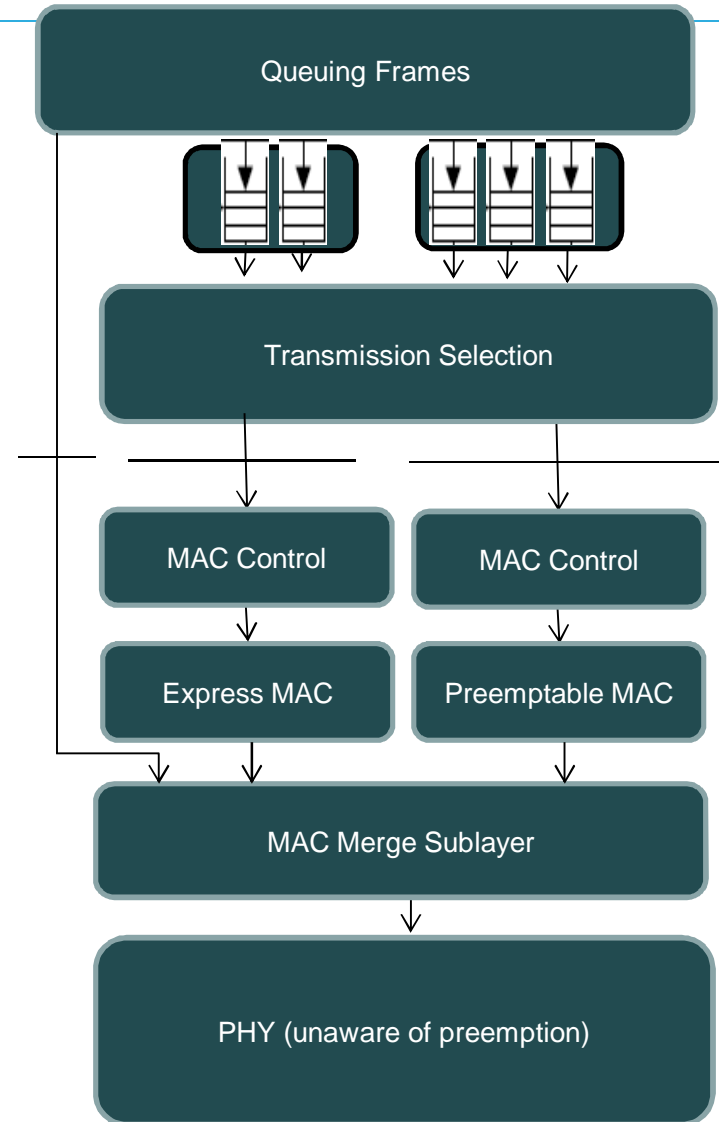 Queuing Frames
Transmission Selection
MAC Control
MAC Control
Express MAC
Preemptable MAC
MAC Merge Sublayer
PHY (unaware of preemption)